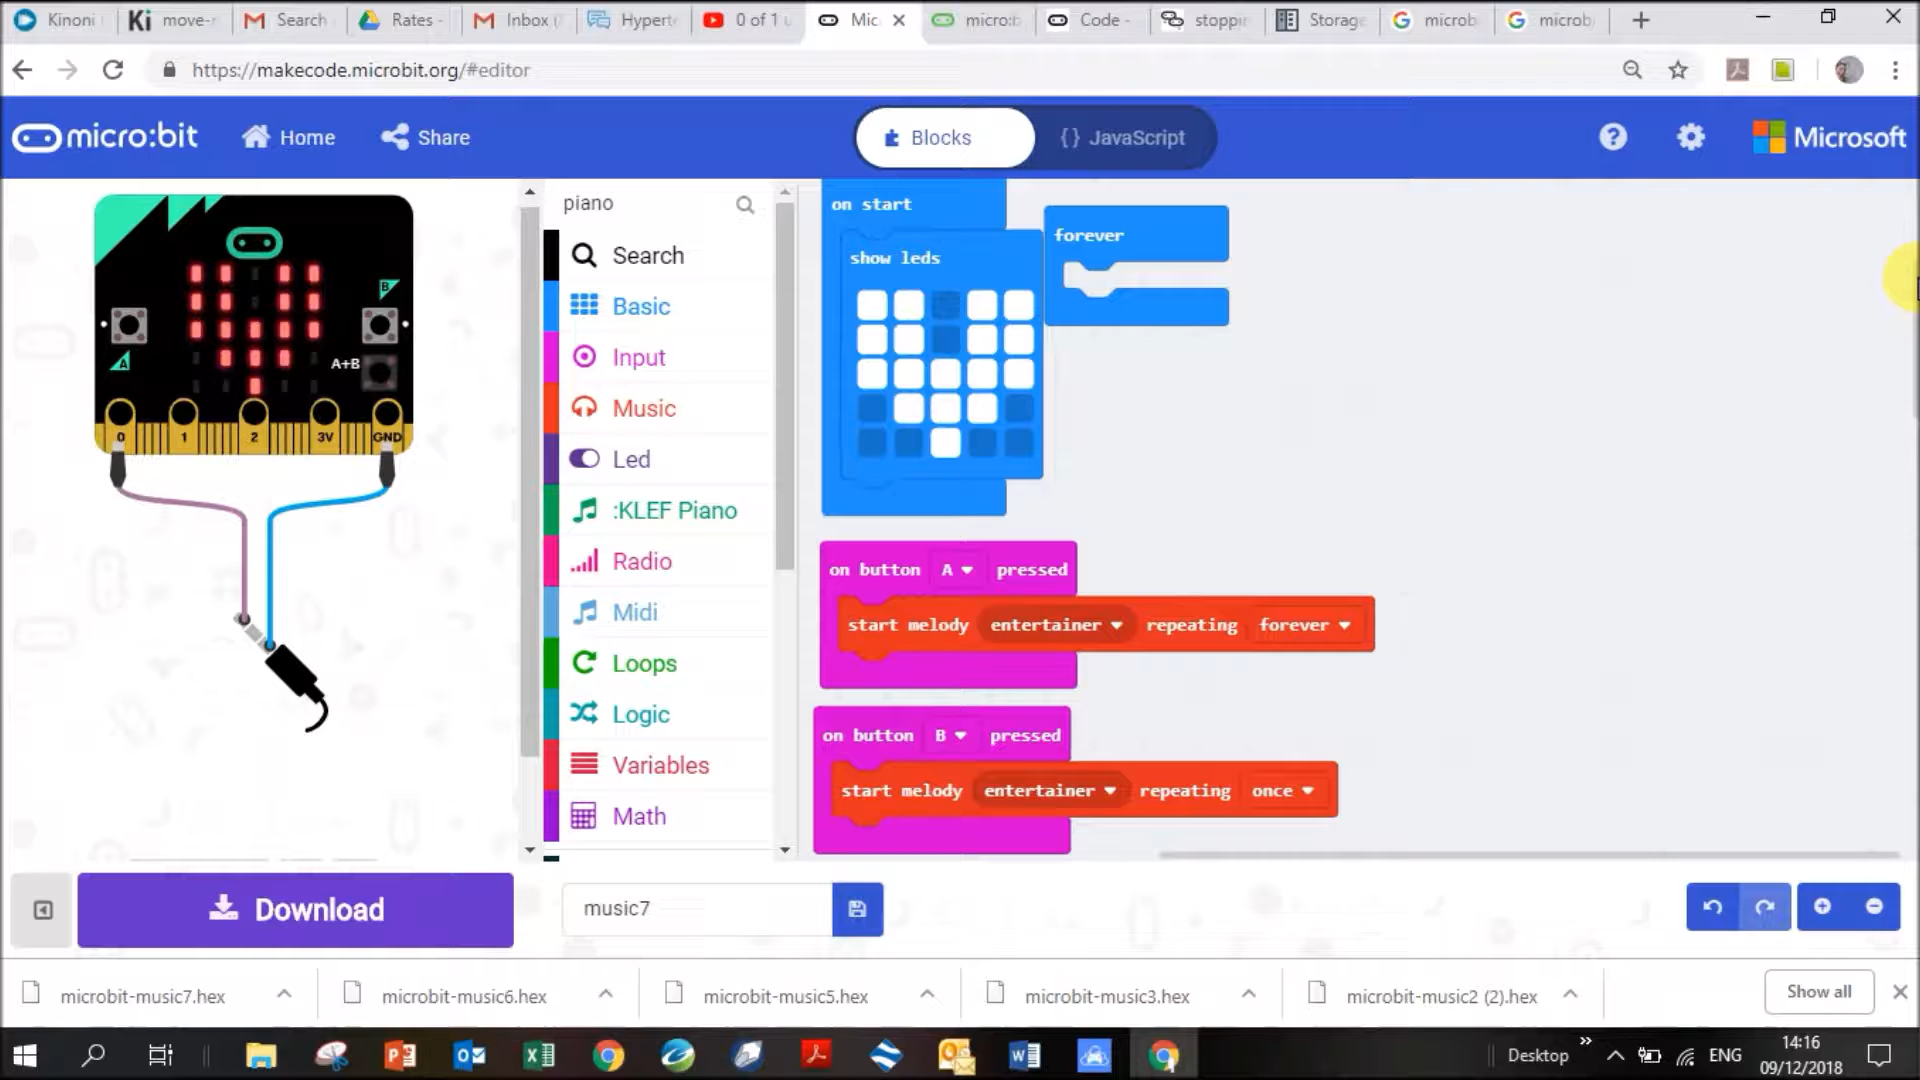 Kinoni
Ki move-r
Search
Rates -
Inbox (
Hyperte
0 of 1 u
Mic
micro:b
Code -
stoppin
Storage
microb
microb
https://makecode.microbit.org/#editor
micro:bit
Home
Share
Blocks
{} JavaScript
Microsoft
piano
Search
Basic
Input
Music
Led
:KLEF Piano
Radio
Midi
Loops
Logic
Variables
Math
A
B
A+B
0 1 2 3V GND
on start
show leds
forever
on button A pressed
start melody entertainer repeating forever
on button B pressed
start melody entertainer repeating once
Download
music7
microbit-music7.hex
microbit-music6.hex
microbit-music5.hex
microbit-music3.hex
microbit-music2 (2).hex
Show all
Desktop
ENG
14:16
09/12/2018